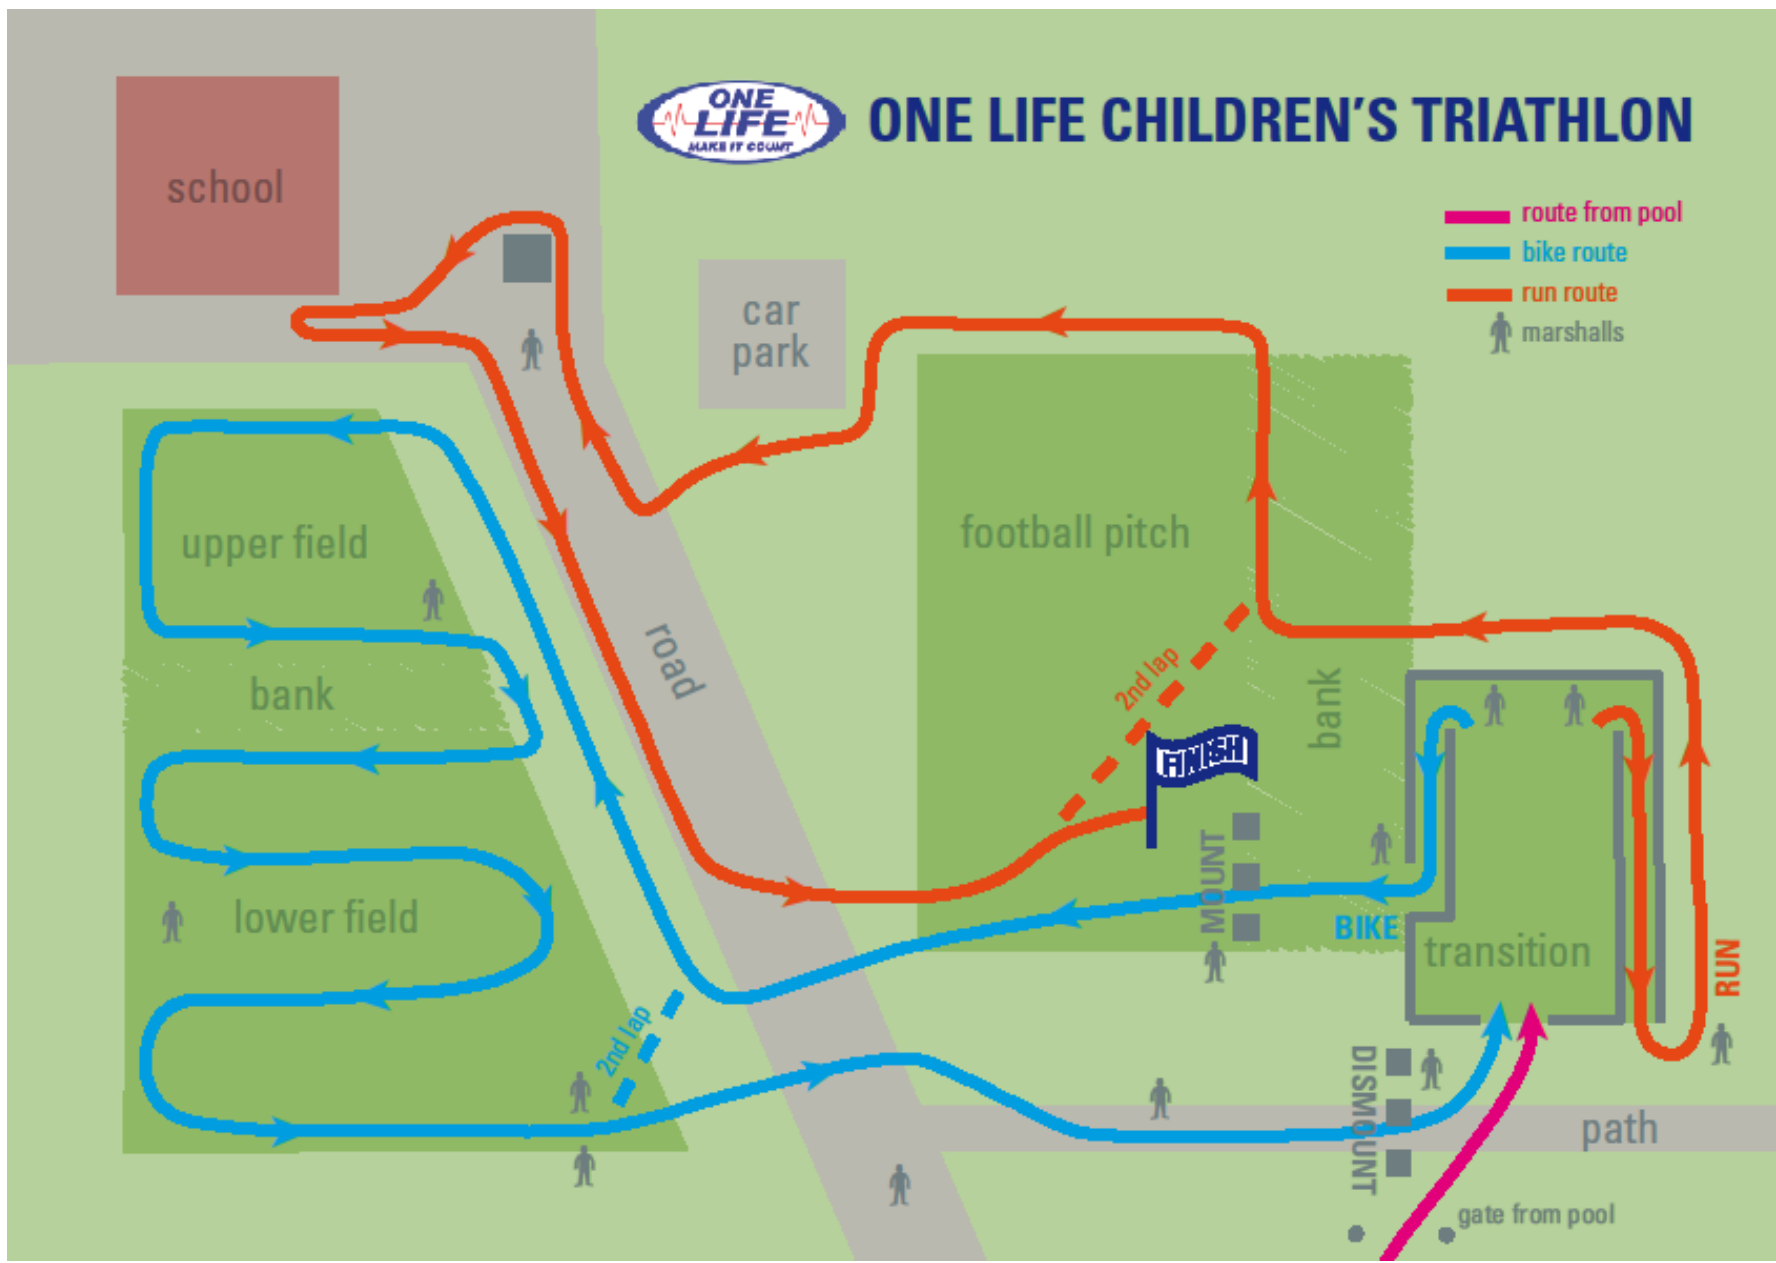 ONE
LIFE
MAKE IT COUNT
ONE LIFE CHILDREN'S TRIATHLON
school
route from pool
bike route
run route
marshalls
car
park
upper field
football pitch
road
bank
2nd lap
bank
FINISH
MOUNT
lower field
BIKE
transition
RUN
2nd lap
DISMOUNT
path
gate from pool